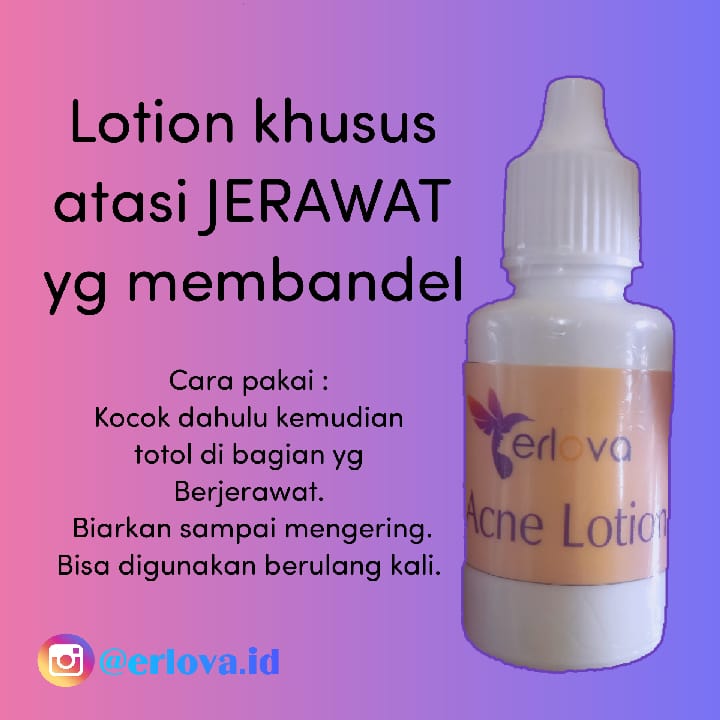 Lotion khusus
atasi JERAWAT
yg membandel
Cara pakai :
Kocok dahulu kemudian
totol di bagian yg
Berjerawat.
Biarkan sampai mengering.
Bisa digunakan berulang kali.
erlova
Acne Lotion
@erlova.id